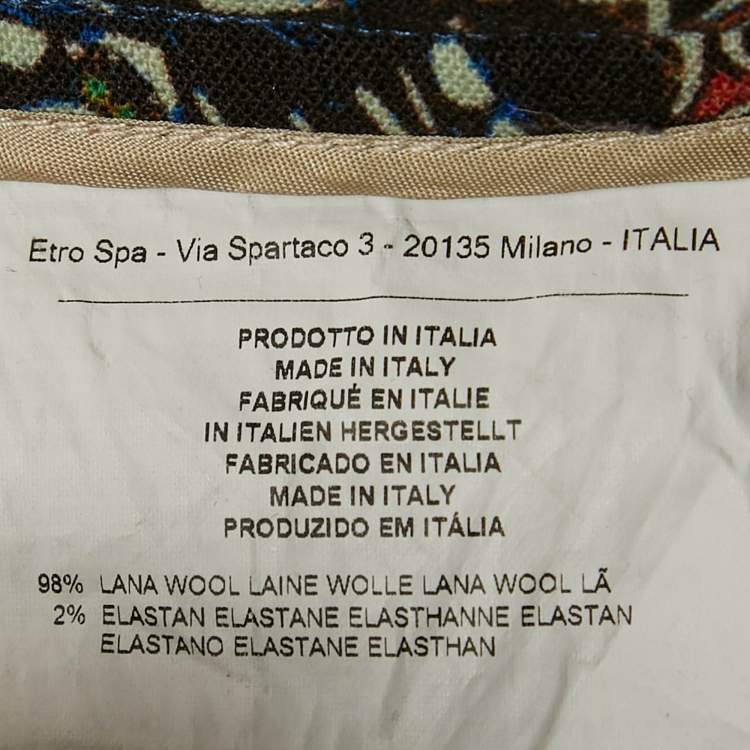 Etro Spa - Via Spartaco 3 - 20135 Milano - ITALIA
PRODOTTO IN ITALIA
MADE IN ITALY
FABRIQUÉ EN ITALIE
IN ITALIEN HERGESTELLT
FABRICADO EN ITALIA
MADE IN ITALY
PRODUZIDO EM ITÁLIA
98% LANA WOOL LAINE WOLLE LANA WOOL LÃ
2% ELASTAN ELASTANE ELASTHANNE ELASTAN
ELASTANO ELASTANE ELASTHAN